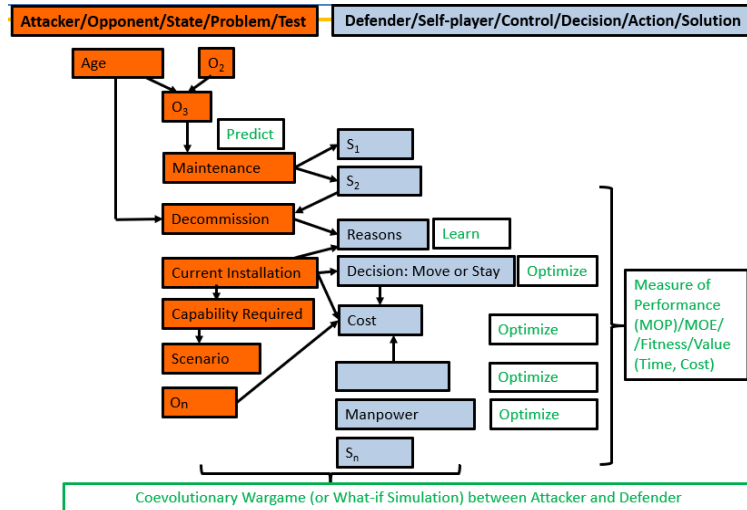 Attacker/Opponent/State/Problem/Test
Defender/Self-player/Control/Decision/Action/Solution
Age
O₂
O₃
Predict
Maintenance
S₁
S₂
Decommission
Reasons
Learn
Current Installation
Decision: Move or Stay
Optimize
Capability Required
Cost
Optimize
Scenario
Optimize
Oₙ
Manpower
Optimize
Sₙ
Measure of
Performance
(MOP)/MOE/
/Fitness/Value
(Time, Cost)
Coevolutionary Wargame (or What-if Simulation) between Attacker and Defender